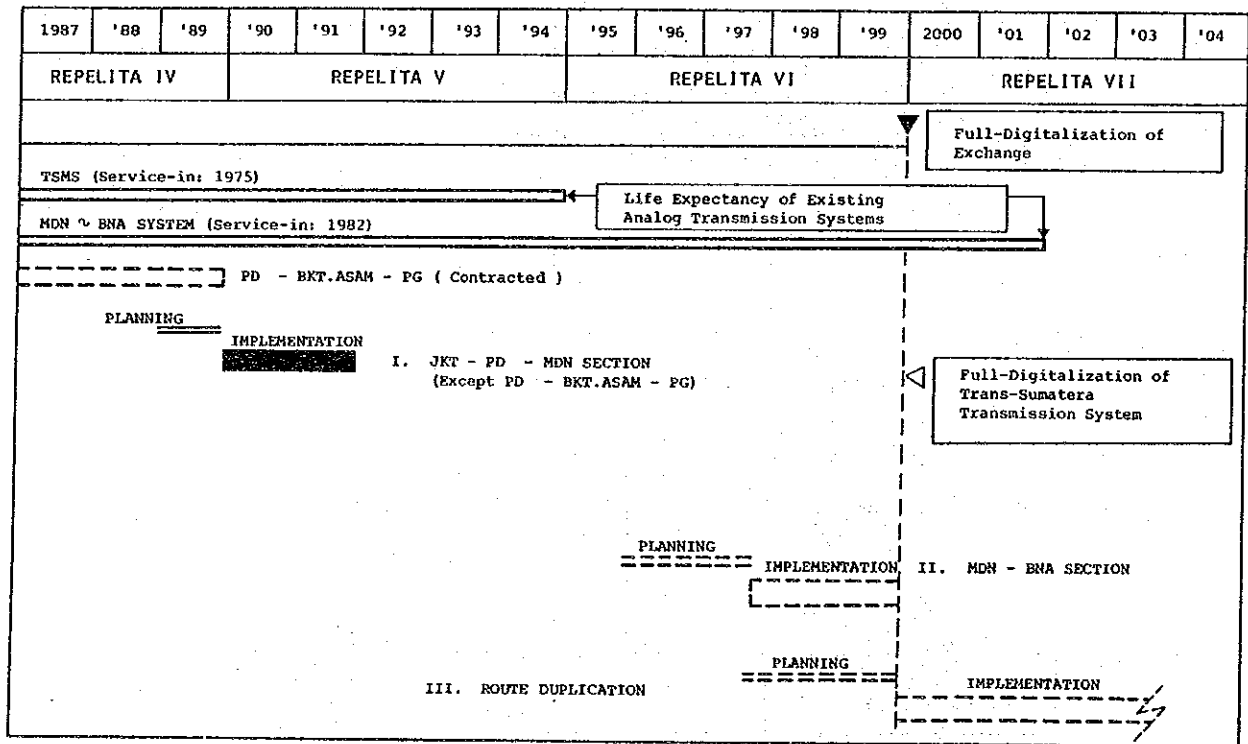 1987 '88 '89 '90 '91 '92 '93 '94 '95 '96 '97 '98 '99 2000 '01 '02 '03 '04
REPELITA IV REPELITA V REPELITA VI REPELITA VII
Full-Digitalization of
Exchange
TSMS (Service-in: 1975)
Life Expectancy of Existing
Analog Transmission Systems
MDN ~ BNA SYSTEM (Service-in: 1982)
PD - BKT.ASAM - PG ( Contracted )
PLANNING
IMPLEMENTATION
I. JKT - PD - MDN SECTION
(Except PD - BKT.ASAM - PG)
Full-Digitalization of
Trans-Sumatera
Transmission System
PLANNING
IMPLEMENTATION II. MDN - BNA SECTION
PLANNING
III. ROUTE DUPLICATION
IMPLEMENTATION